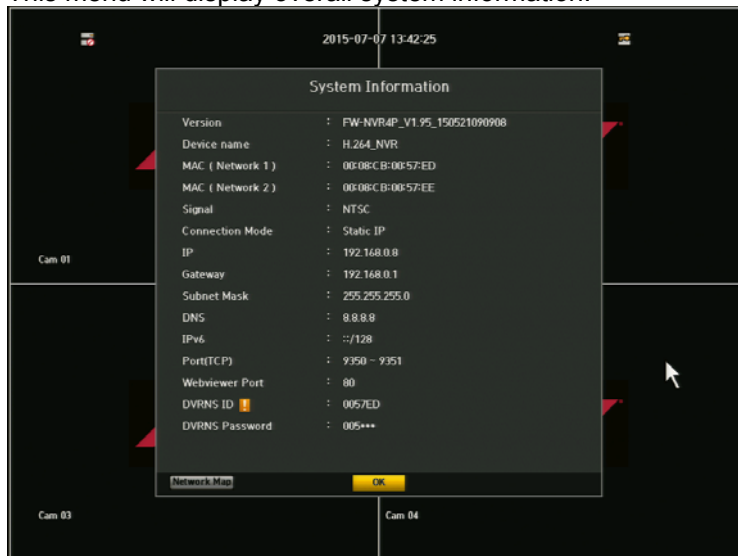 This menu will display overall system information.
2015-07-07 13:42:25
System Information
Version : FW-NVR4P_V1.95_150521090908
Device name : H.264_NVR
MAC ( Network 1 ) : 00:08:CB:00:57:ED
MAC ( Network 2 ) : 00:08:CB:00:57:EE
Signal : NTSC
Connection Mode : Static IP
IP : 192.168.0.8
Gateway : 192.168.0.1
Subnet Mask : 255.255.255.0
DNS : 8.8.8.8
IPv6 : ::/128
Port(TCP) : 9350 ~ 9351
Webviewer Port : 80
DVRNS ID ! : 0057ED
DVRNS Password : 005***
Network Map OK
Cam 01
Cam 03 Cam 04